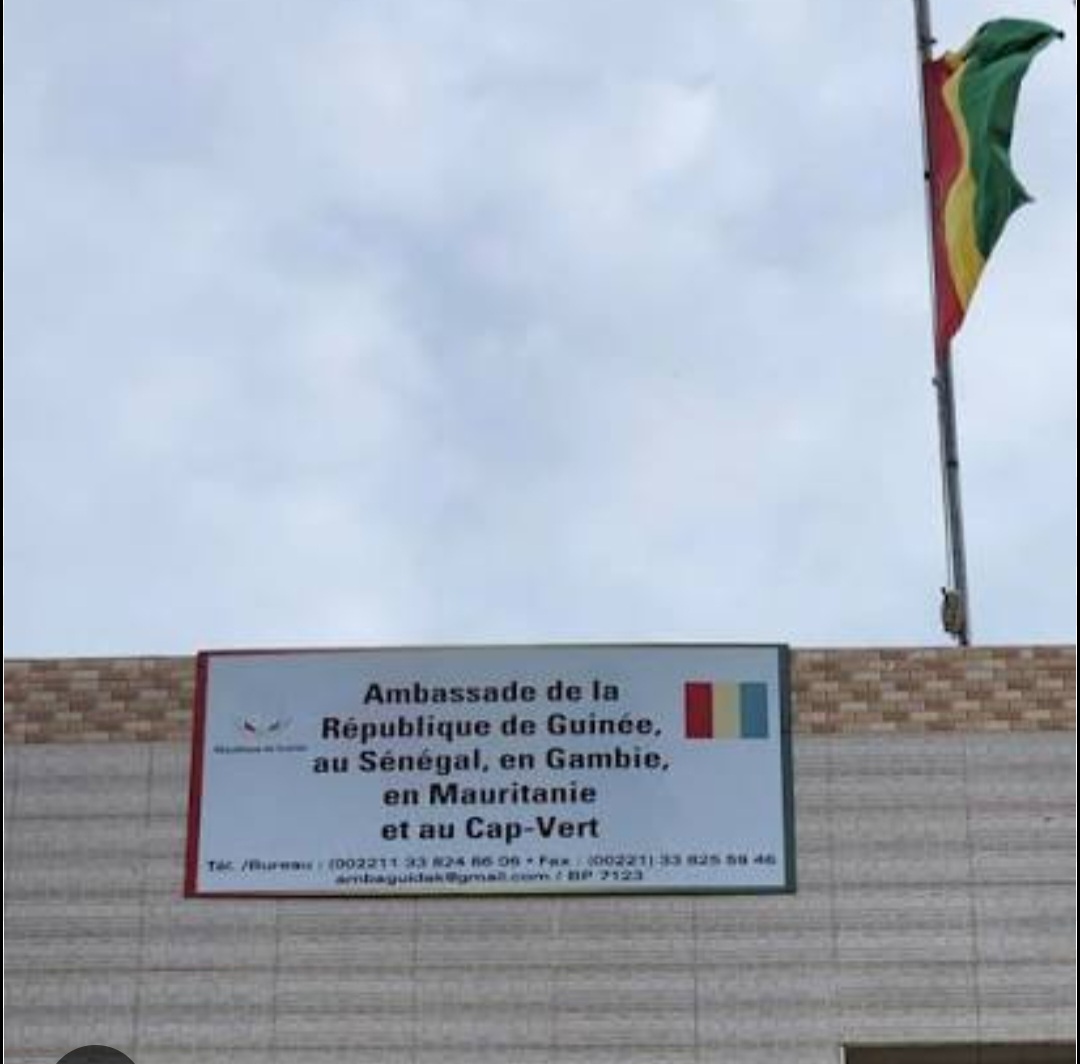 Ambassade de la
République de Guinée,
au Sénégal, en Gambie,
en Mauritanie
et au Cap-Vert
Tél. /Bureau : (00221) 33 824 86 06 • Fax : (00221) 33 825 59 46
ambaguidak@gmail.com / BP 7123